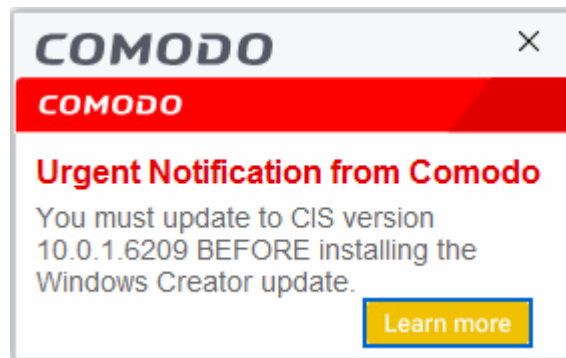 COMODO
COMODO
Urgent Notification from Comodo
You must update to CIS version
10.0.1.6209 BEFORE installing the
Windows Creator update.
Learn more